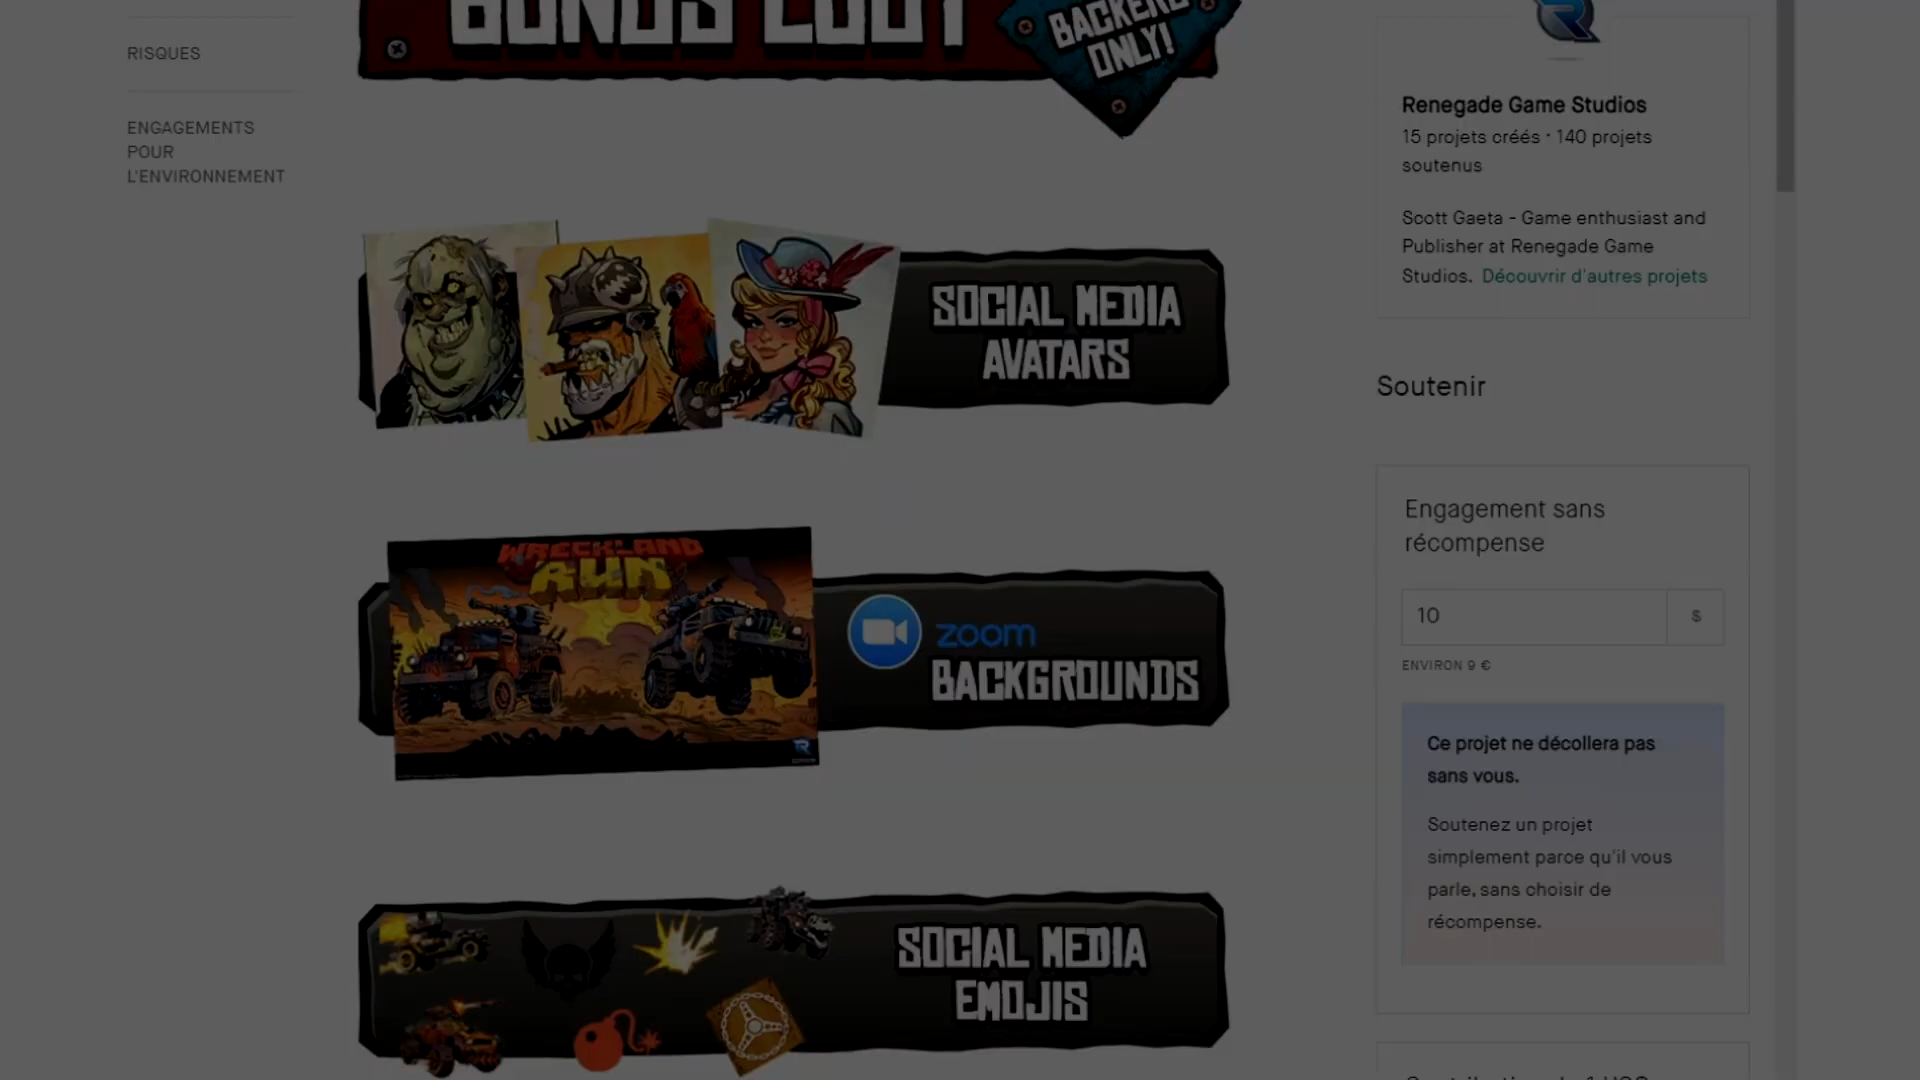 RISQUES
ENGAGEMENTS
POUR
L'ENVIRONNEMENT
BONUS LOOT
BACKERS
ONLY!
SOCIAL MEDIA
AVATARS
WRECKLAND
RUN
zoom
BACKGROUNDS
SOCIAL MEDIA
EMOJIS
Renegade Game Studios
15 projets créés · 140 projets
soutenus
Scott Gaeta - Game enthusiast and
Publisher at Renegade Game
Studios. Découvrir d'autres projets
Soutenir
Engagement sans
récompense
10 $
ENVIRON 9 €
Ce projet ne décollera pas
sans vous.
Soutenez un projet
simplement parce qu'il vous
parle, sans choisir de
récompense.